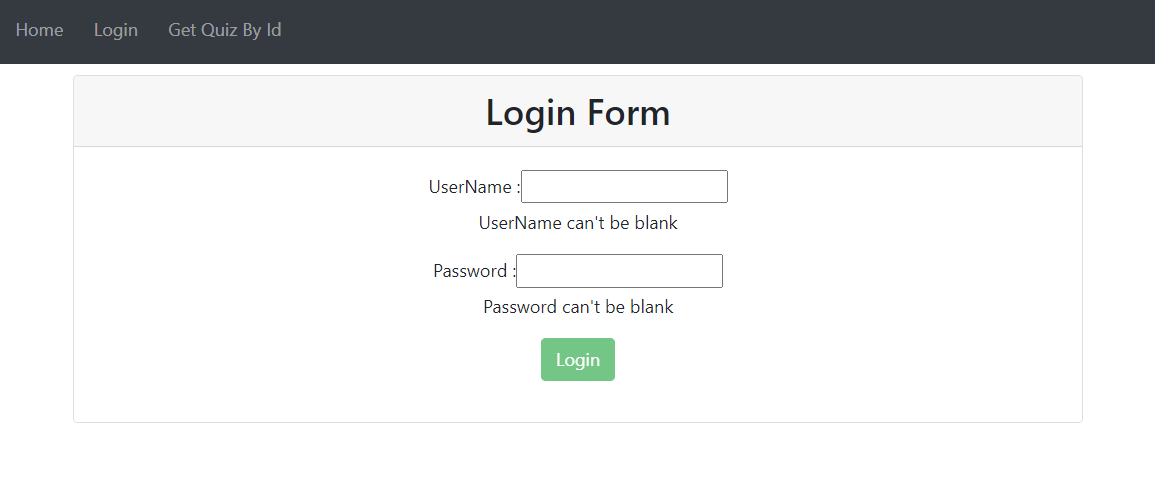 Home Login Get Quiz By Id
Login Form
UserName :
UserName can't be blank
Password :
Password can't be blank
Login